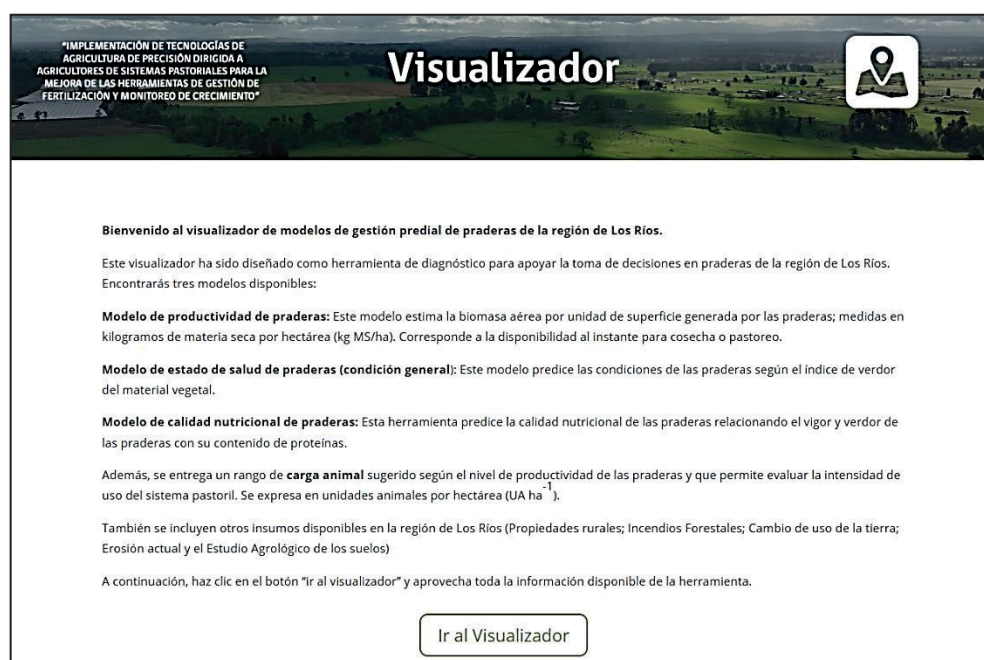 "IMPLEMENTACIÓN DE TECNOLOGÍAS DE
AGRICULTURA DE PRECISIÓN DIRIGIDA A
AGRICULTORES DE SISTEMAS PASTORIALES PARA LA
MEJORA DE LAS HERRAMIENTAS DE GESTIÓN DE
FERTILIZACIÓN Y MONITOREO DE CRECIMIENTO"
Visualizador
Bienvenido al visualizador de modelos de gestión predial de praderas de la región de Los Ríos.
Este visualizador ha sido diseñado como herramienta de diagnóstico para apoyar la toma de decisiones en praderas de la región de Los Ríos.
Encontrarás tres modelos disponibles:
Modelo de productividad de praderas: Este modelo estima la biomasa aérea por unidad de superficie generada por las praderas; medidas en
kilogramos de materia seca por hectárea (kg MS/ha). Corresponde a la disponibilidad al instante para cosecha o pastoreo.
Modelo de estado de salud de praderas (condición general): Este modelo predice las condiciones de las praderas según el índice de verdor
del material vegetal.
Modelo de calidad nutricional de praderas: Esta herramienta predice la calidad nutricional de las praderas relacionando el vigor y verdor de
las praderas con su contenido de proteínas.
Además, se entrega un rango de carga animal sugerido según el nivel de productividad de las praderas y que permite evaluar la intensidad de
uso del sistema pastoril. Se expresa en unidades animales por hectárea (UA ha⁻¹).
También se incluyen otros insumos disponibles en la región de Los Ríos (Propiedades rurales; Incendios Forestales; Cambio de uso de la tierra;
Erosión actual y el Estudio Agrológico de los suelos)
A continuación, haz clic en el botón "ir al visualizador" y aprovecha toda la información disponible de la herramienta.
Ir al Visualizador